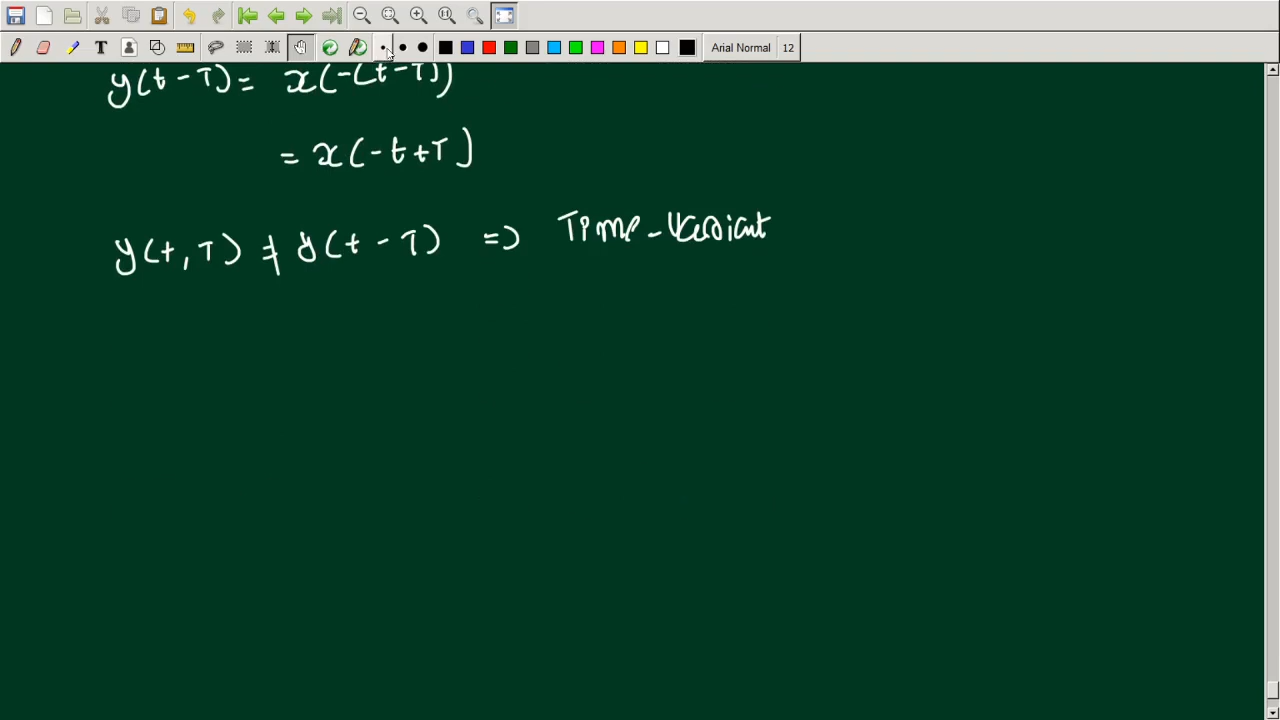 Arial Normal 12
y(t-T) = x(-(t-T))
= x(-t+T)
y(t,T) ≠ y(t-T) => Time-Variant